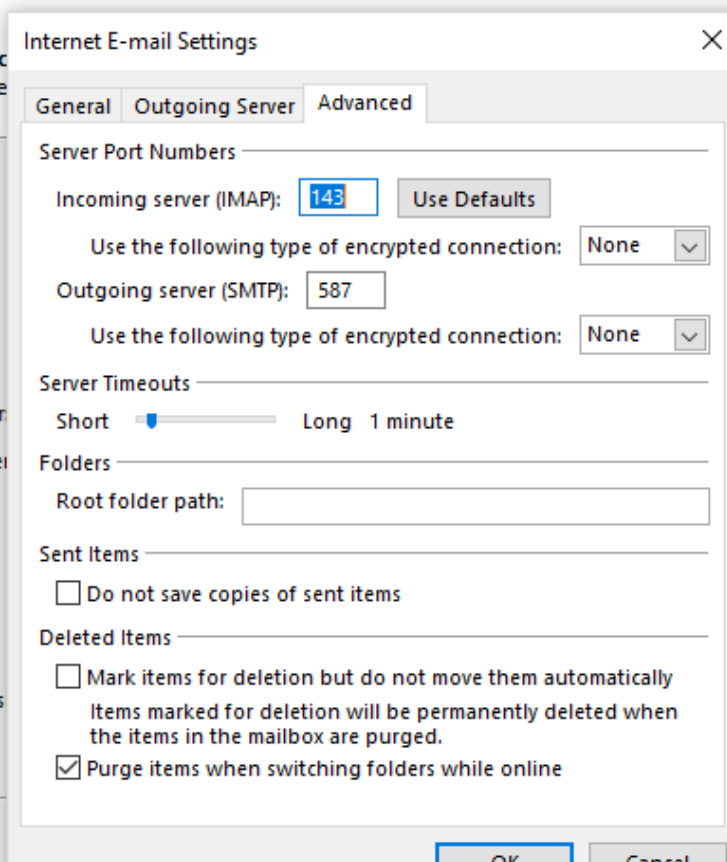 Internet E-mail Settings
General Outgoing Server Advanced
Server Port Numbers
Incoming server (IMAP): 143 Use Defaults
Use the following type of encrypted connection: None
Outgoing server (SMTP): 587
Use the following type of encrypted connection: None
Server Timeouts
Short Long 1 minute
Folders
Root folder path:
Sent Items
Do not save copies of sent items
Deleted Items
Mark items for deletion but do not move them automatically
Items marked for deletion will be permanently deleted when
the items in the mailbox are purged.
Purge items when switching folders while online
OK Cancel